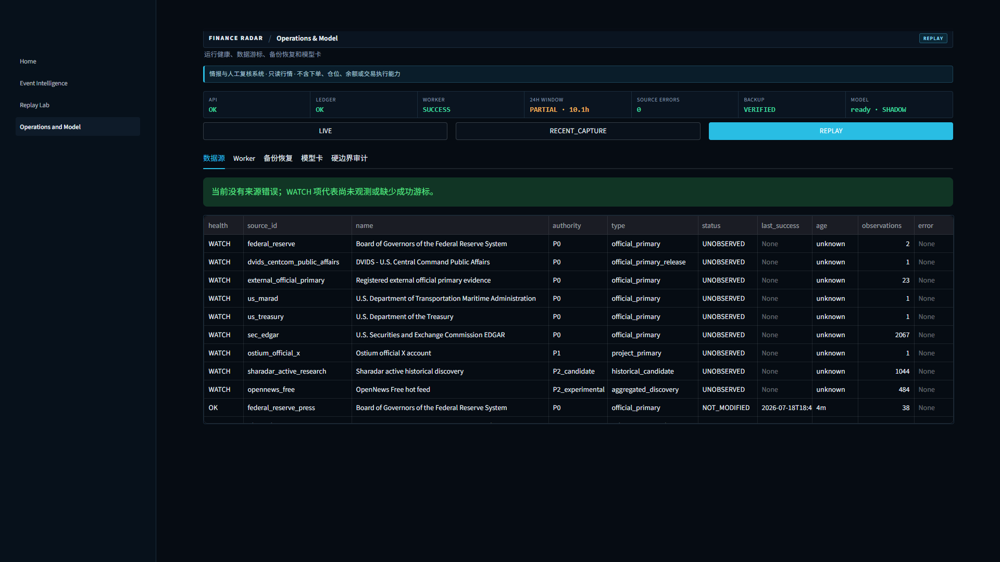 Home
Event Intelligence
Replay Lab
Operations and Model
FINANCE RADAR / Operations & Model
REPLAY
运行健康、数据游标、备份恢复和模型卡
情报与人工复核系统 · 只读行情 · 不含下单、仓位、余额或交易执行能力
API LEDGER WORKER 24H WINDOW SOURCE ERRORS BACKUP MODEL
OK OK SUCCESS PARTIAL · 10.1h 0 VERIFIED ready · SHADOW
LIVE RECENT_CAPTURE REPLAY
数据源 Worker 备份恢复 模型卡 硬边界审计
当前没有来源错误；WATCH 项代表尚未观测或缺少成功游标。
health source_id name authority type status last_success age observations error
WATCH federal_reserve Board of Governors of the Federal Reserve System P0 official_primary UNOBSERVED None unknown 2 None
WATCH dvids_centcom_public_affairs DVIDS - U.S. Central Command Public Affairs P0 official_primary_release UNOBSERVED None unknown 1 None
WATCH external_official_primary Registered external official primary evidence P0 official_primary UNOBSERVED None unknown 23 None
WATCH us_marad U.S. Department of Transportation Maritime Administration P0 official_primary UNOBSERVED None unknown 1 None
WATCH us_treasury U.S. Department of the Treasury P0 official_primary UNOBSERVED None unknown 1 None
WATCH sec_edgar U.S. Securities and Exchange Commission EDGAR P0 official_primary UNOBSERVED None unknown 2067 None
WATCH ostium_official_x Ostium official X account P1 project_primary UNOBSERVED None unknown 1 None
WATCH sharadar_active_research Sharadar active historical discovery P2_candidate historical_candidate UNOBSERVED None unknown 1044 None
WATCH opennews_free OpenNews Free hot feed P2_experimental aggregated_discovery UNOBSERVED None unknown 484 None
OK federal_reserve_press Board of Governors of the Federal Reserve System P0 official_primary NOT_MODIFIED 2026-07-18T18:4 4m 38 None